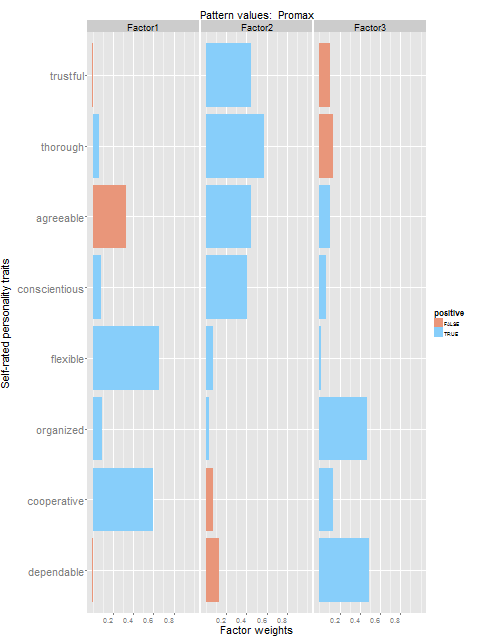 Pattern values: Promax
Factor1 Factor2 Factor3
trustful
thorough
agreeable
conscientious
flexible
organized
cooperative
dependable
Self-rated personality traits
0.2 0.4 0.6 0.8 0.2 0.4 0.6 0.8 0.2 0.4 0.6 0.8
Factor weights
positive
FALSE
TRUE